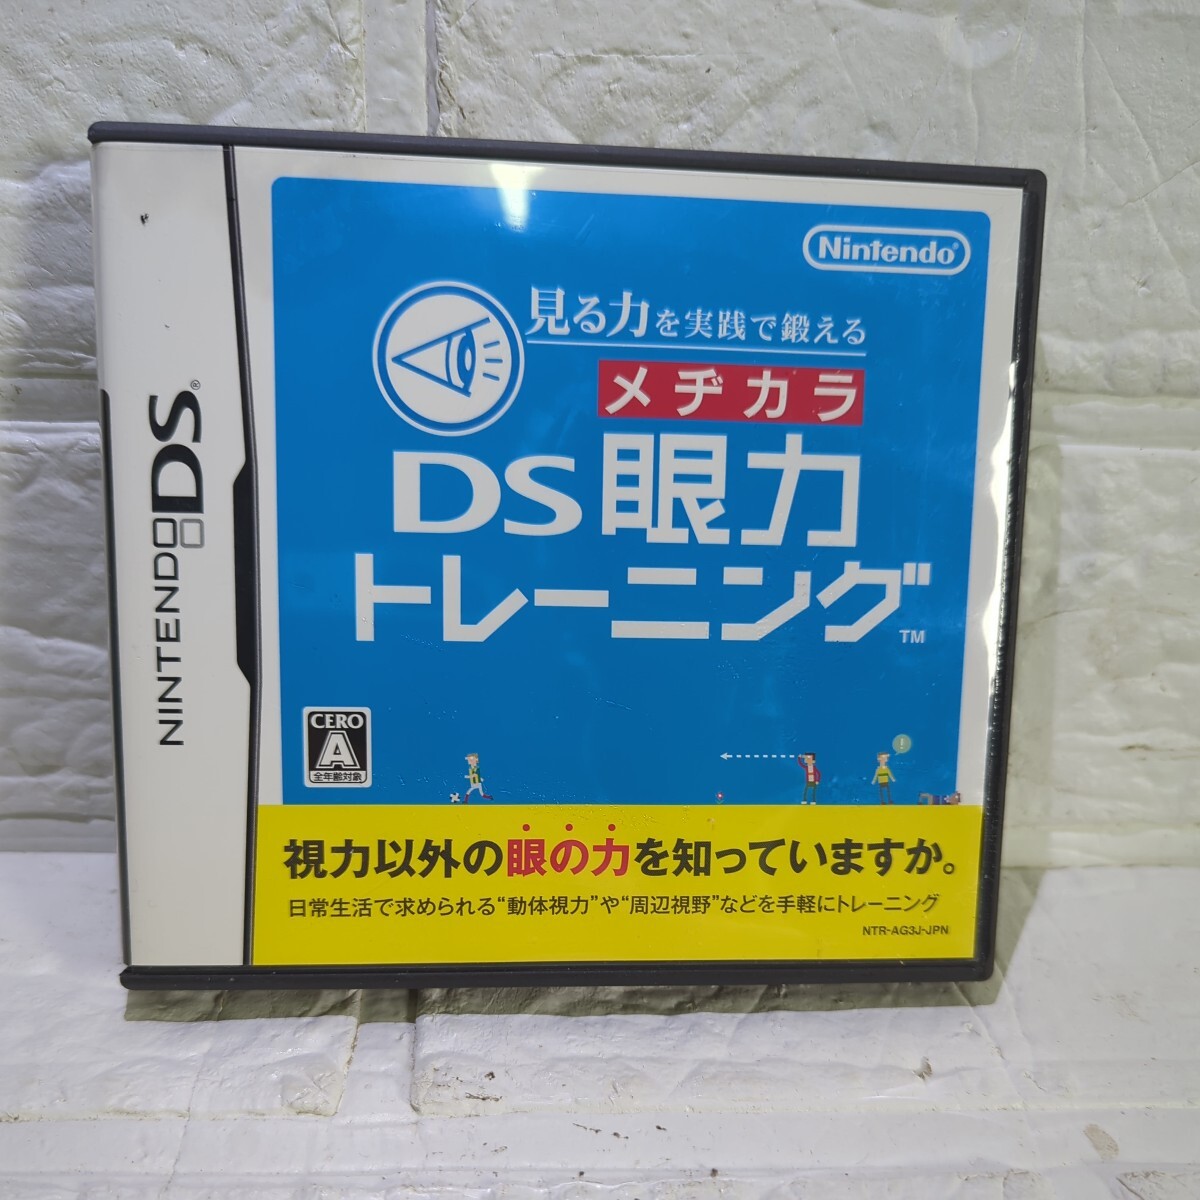 NINTENDO DS®
Nintendo®
見る力を実践で鍛える
メヂカラ
DS眼力
トレーニング™
CERO
A
全年齢対象
!
視力以外の眼の力を知っていますか。
日常生活で求められる“動体視力”や“周辺視野”などを手軽にトレーニング
NTR-AG3J-JPN